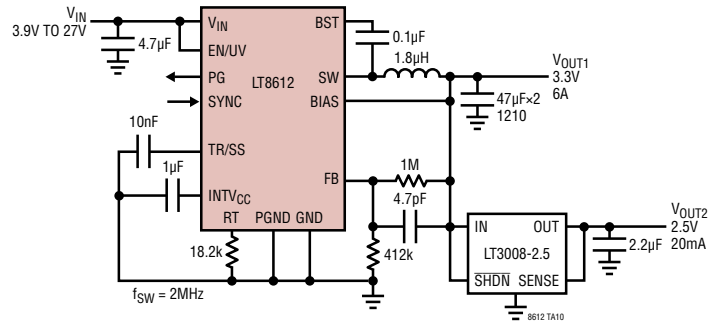 VIN
3.9V TO 27V
4.7µF
VIN
EN/UV
PG
SYNC
LT8612
BST
0.1µF
SW
1.8µH
BIAS
VOUT1
3.3V
6A
47µF×2
1210
10nF
TR/SS
1µF
INTVCC
FB
1M
4.7pF
RT
PGND
GND
18.2k
412k
fSW = 2MHz
IN
OUT
LT3008-2.5
SHDN
SENSE
VOUT2
2.5V
20mA
2.2µF
8612 TA10